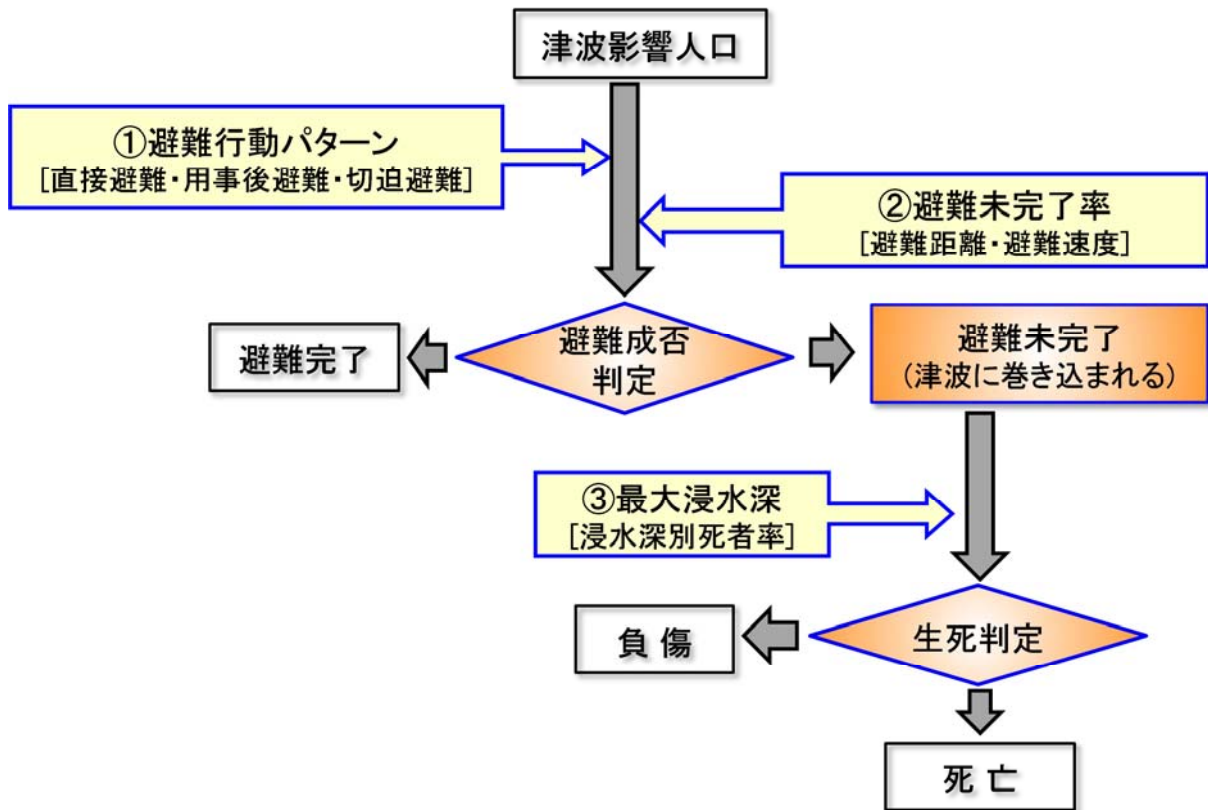 津波影響人口
①避難行動パターン
[直接避難・用事後避難・切迫避難]
②避難未完了率
[避難距離・避難速度]
避難成否
判定
避難完了
避難未完了
(津波に巻き込まれる)
③最大浸水深
[浸水深別死者率]
生死判定
負 傷
死 亡